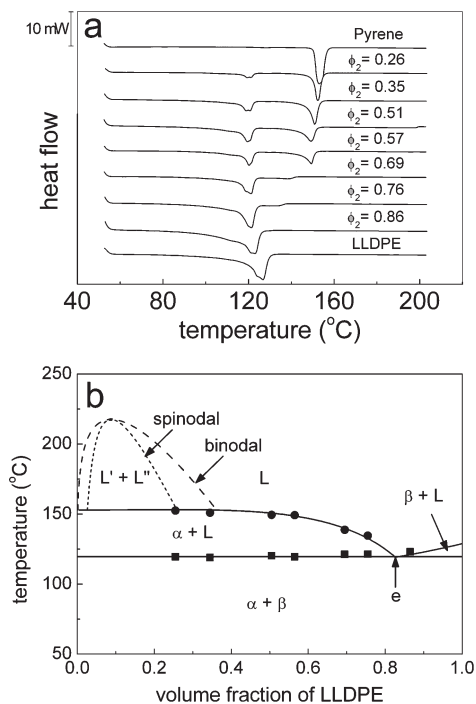 10 mW
a
Pyrene
ϕ2 = 0.26
ϕ2 = 0.35
ϕ2 = 0.51
ϕ2 = 0.57
ϕ2 = 0.69
ϕ2 = 0.76
ϕ2 = 0.86
LLDPE
heat flow
40 80 120 160 200
temperature (°C)
b
250
200
150
100
50
temperature (°C)
spinodal
binodal
L' + L"
L
α + L
β + L
α + β
e
0.0 0.2 0.4 0.6 0.8 1.0
volume fraction of LLDPE